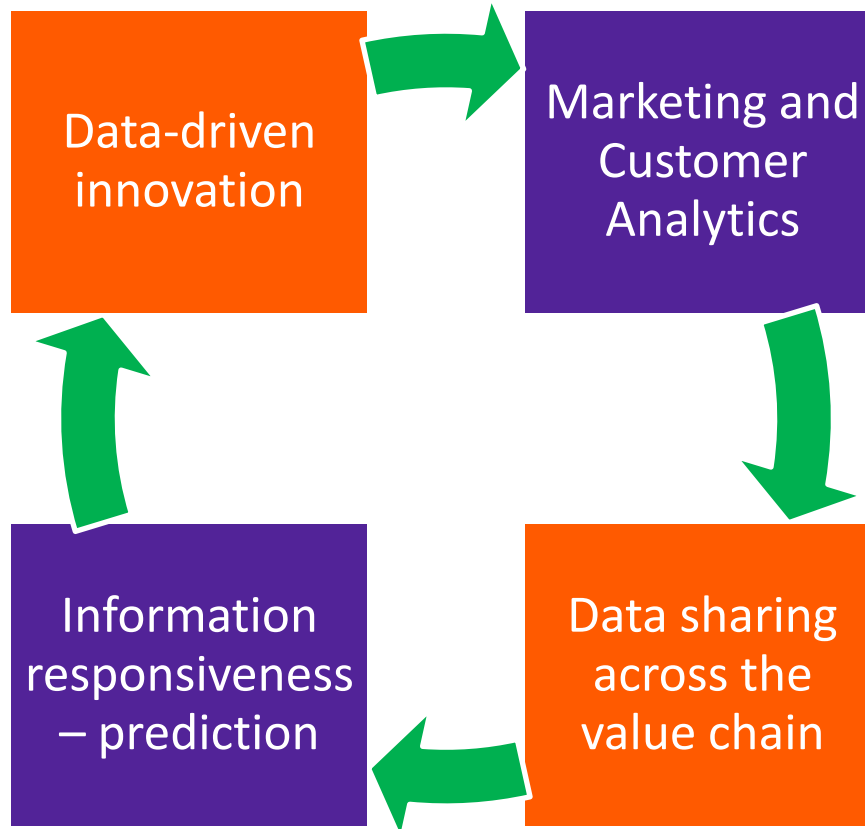 Data-driven
innovation
Marketing and
Customer
Analytics
Data sharing
across the
value chain
Information
responsiveness
– prediction